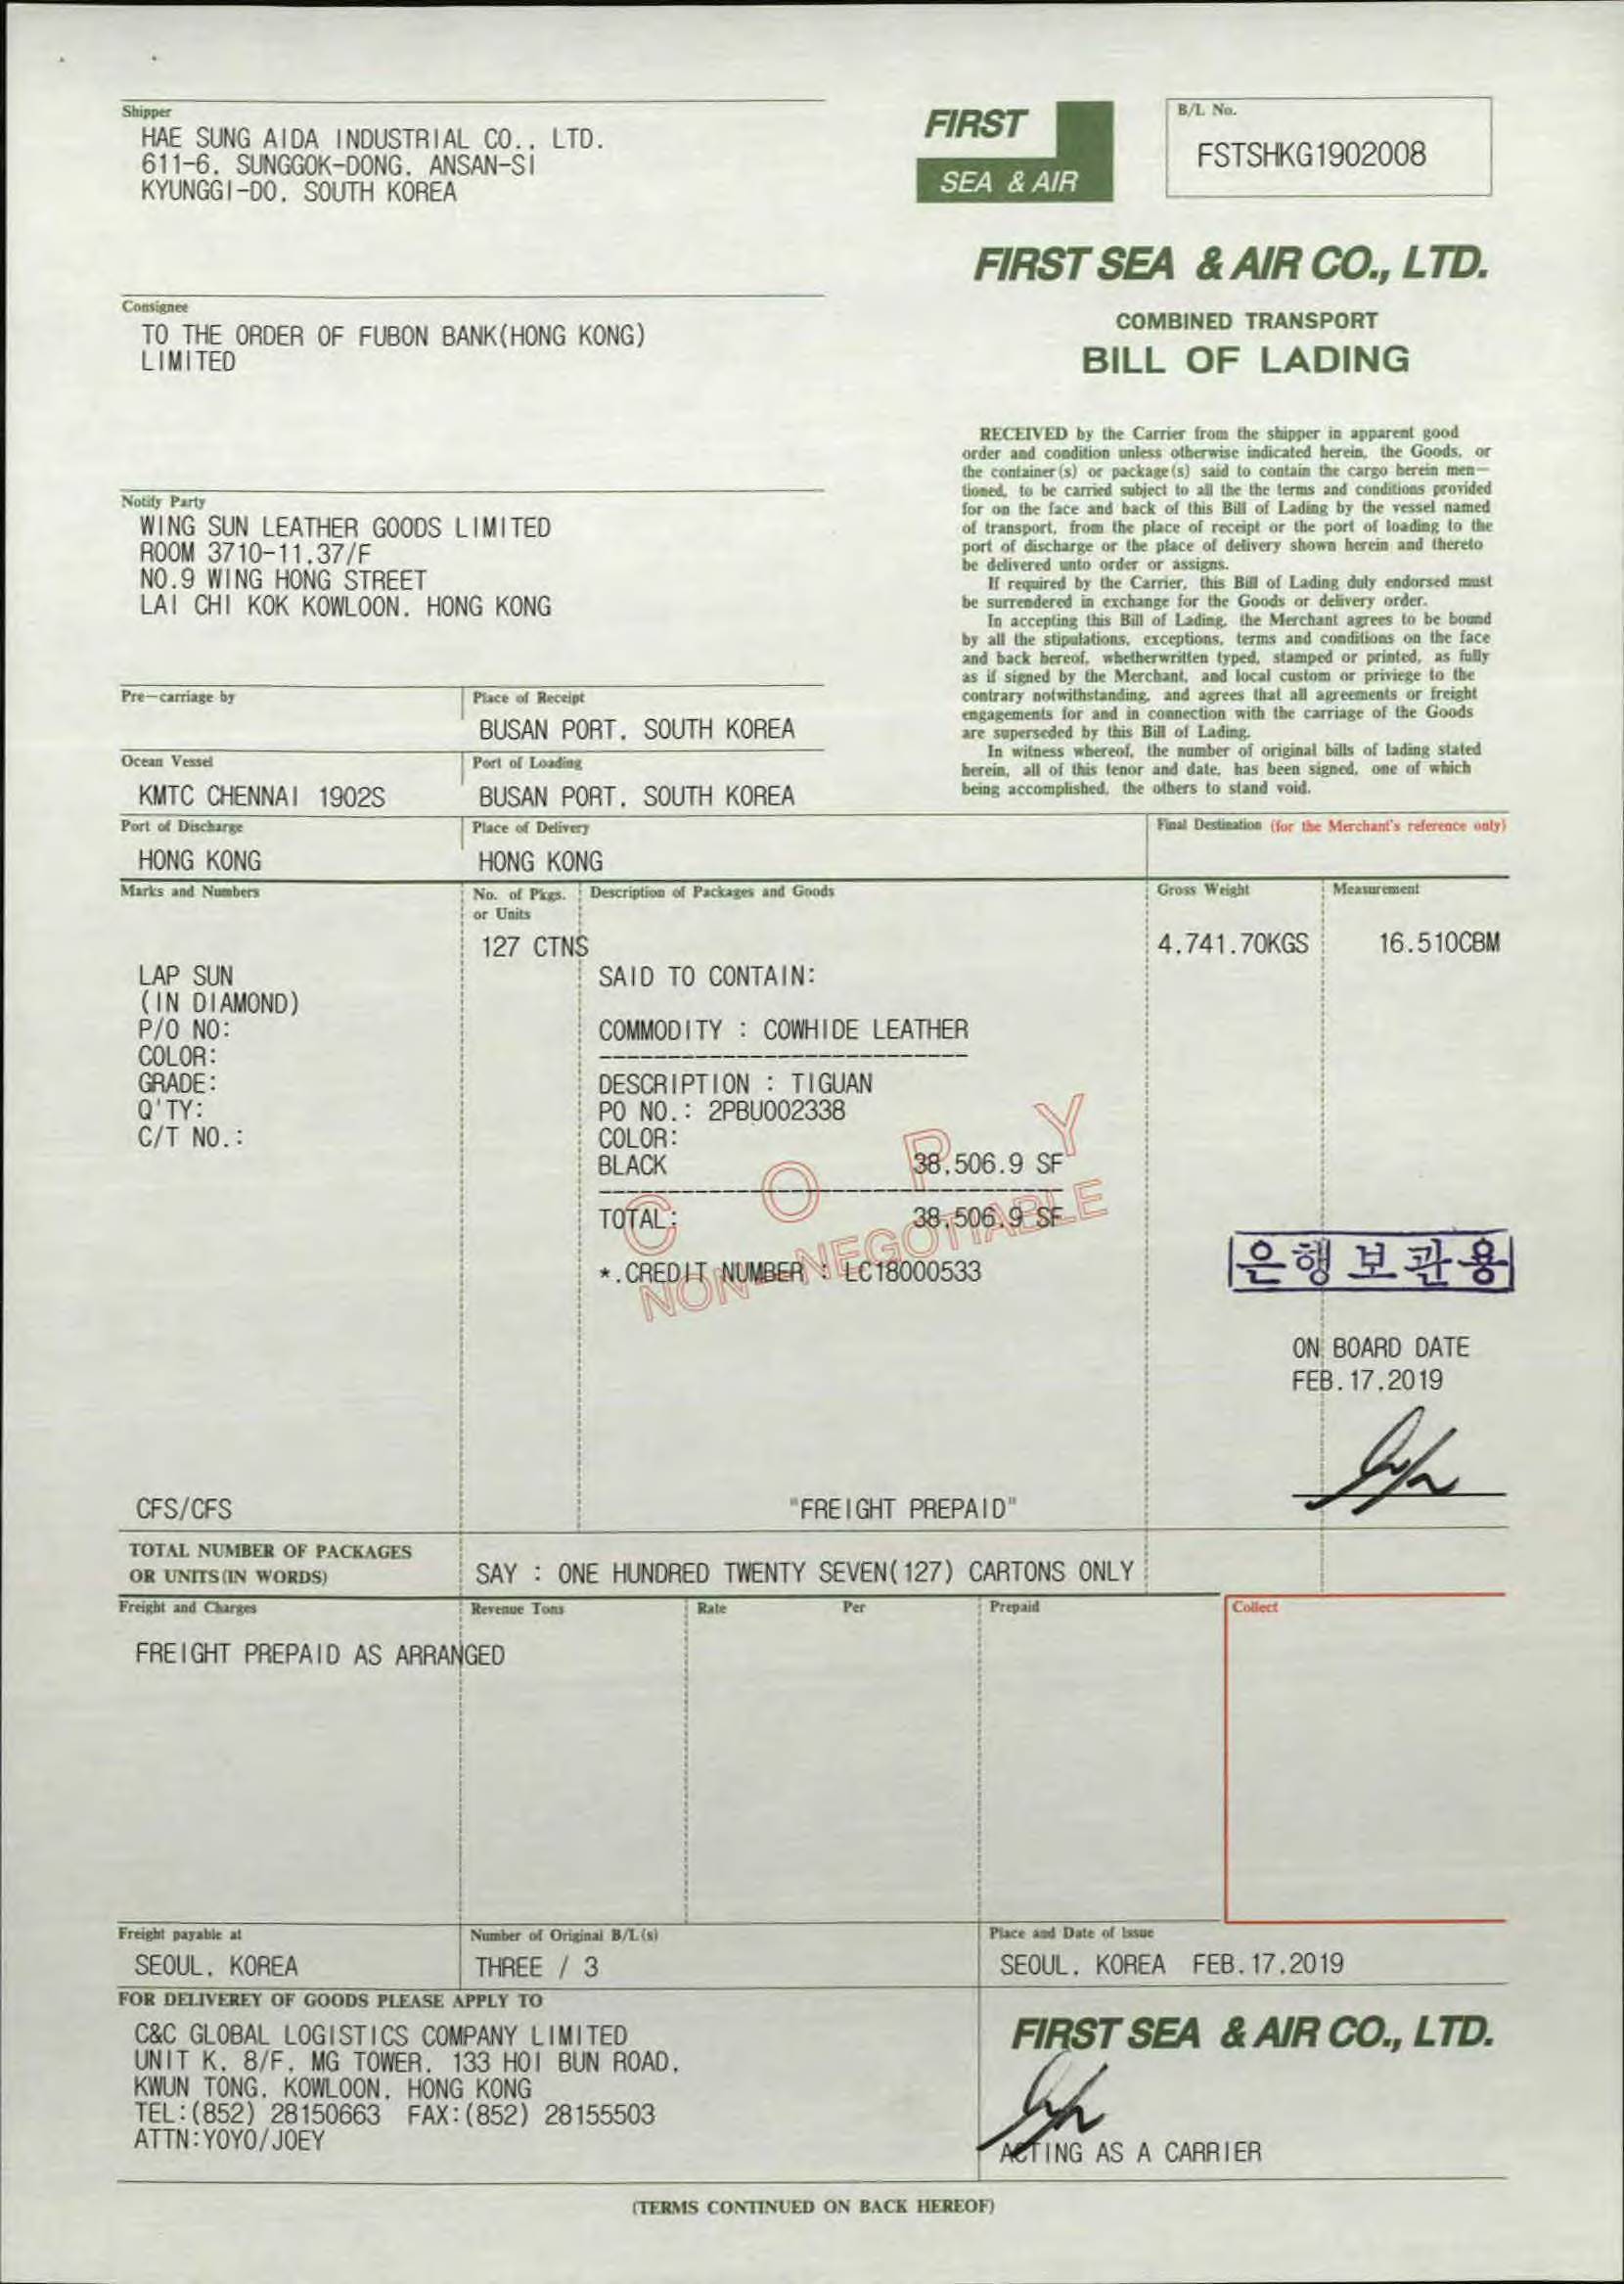 Shipper
HAE SUNG AIDA INDUSTRIAL CO., LTD.
611-6, SUNGGOK-DONG, ANSAN-SI
KYUNGGI-DO, SOUTH KOREA
FIRST
SEA & AIR
B/L No.
FSTSHKG1902008
FIRST SEA & AIR CO., LTD.
COMBINED TRANSPORT
BILL OF LADING
Consignee
TO THE ORDER OF FUBON BANK(HONG KONG)
LIMITED
RECEIVED by the Carrier from the shipper in apparent good
order and condition unless otherwise indicated herein, the Goods, or
the container(s) or package(s) said to contain the cargo herein men-
tioned, to be carried subject to all the the terms and conditions provided
for on the face and back of this Bill of Lading by the vessel named
of transport, from the place of receipt or the port of loading to the
port of discharge or the place of delivery shown herein and thereto
be delivered unto order or assigns.
If required by the Carrier, this Bill of Lading duly endorsed must
be surrendered in exchange for the Goods or delivery order.
In accepting this Bill of Lading, the Merchant agrees to be bound
by all the stipulations, exceptions, terms and conditions on the face
and back hereof, whetherwritten typed, stamped or printed, as fully
as if signed by the Merchant, and local custom or priviege to the
contrary notwithstanding, and agrees that all agreements or freight
engagements for and in connection with the carriage of the Goods
are superseded by this Bill of Lading.
In witness whereof, the number of original bills of lading stated
herein, all of this tenor and date, has been signed, one of which
being accomplished, the others to stand void.
Notify Party
WING SUN LEATHER GOODS LIMITED
ROOM 3710-11,37/F
NO.9 WING HONG STREET
LAI CHI KOK KOWLOON, HONG KONG
Pre-carriage by
Place of Receipt
BUSAN PORT, SOUTH KOREA
Ocean Vessel
Port of Loading
KMTC CHENNAI 1902S
BUSAN PORT, SOUTH KOREA
Port of Discharge
Place of Delivery
Final Destination (for the Merchant's reference only)
HONG KONG
HONG KONG
Marks and Numbers
No. of Pkgs.
or Units
Description of Packages and Goods
Gross Weight
Measurement
127 CTNS
4,741.70KGS
16.510CBM
LAP SUN
(IN DIAMOND)
P/O NO:
COLOR:
GRADE:
Q'TY:
C/T NO.:
SAID TO CONTAIN:
COMMODITY : COWHIDE LEATHER
DESCRIPTION : TIGUAN
PO NO.: 2PBU002338
COLOR:
BLACK 38,506.9 SF
TOTAL: 38,506.9 SF
*.CREDIT NUMBER : LC18000533
COPY
NON-NEGOTIABLE
은행보관용
ON BOARD DATE
FEB.17,2019
CFS/CFS
"FREIGHT PREPAID"
TOTAL NUMBER OF PACKAGES
OR UNITS(IN WORDS)
SAY : ONE HUNDRED TWENTY SEVEN(127) CARTONS ONLY
Freight and Charges
Revenue Tons
Rate
Per
Prepaid
Collect
FREIGHT PREPAID AS ARRANGED
Freight payable at
Number of Original B/L(s)
Place and Date of Issue
SEOUL, KOREA
THREE / 3
SEOUL, KOREA FEB.17,2019
FOR DELIVEREY OF GOODS PLEASE APPLY TO
C&C GLOBAL LOGISTICS COMPANY LIMITED
UNIT K, 8/F, MG TOWER, 133 HOI BUN ROAD,
KWUN TONG, KOWLOON, HONG KONG
TEL:(852) 28150663 FAX:(852) 28155503
ATTN:YOYO/JOEY
FIRST SEA & AIR CO., LTD.
ACTING AS A CARRIER
(TERMS CONTINUED ON BACK HEREOF)